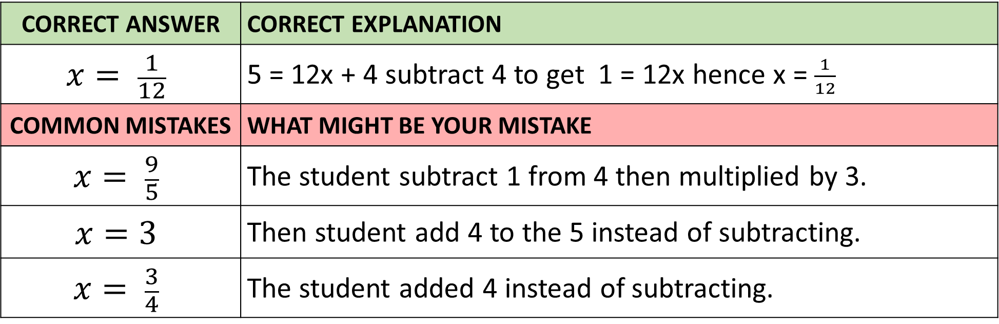 CORRECT ANSWER
CORRECT EXPLANATION
x = 1/12
5 = 12x + 4 subtract 4 to get 1 = 12x hence x = 1/12
COMMON MISTAKES
WHAT MIGHT BE YOUR MISTAKE
x = 9/5
The student subtract 1 from 4 then multiplied by 3.
x = 3
Then student add 4 to the 5 instead of subtracting.
x = 3/4
The student added 4 instead of subtracting.